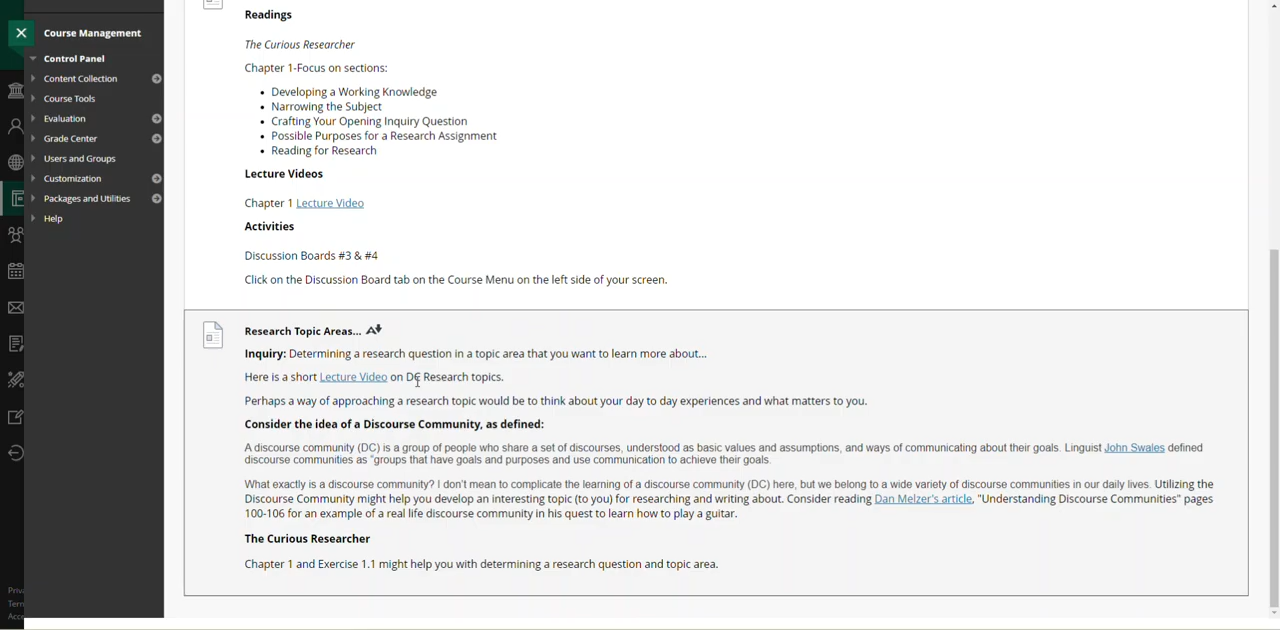 Course Management
Control Panel
Content Collection
Course Tools
Evaluation
Grade Center
Users and Groups
Customization
Packages and Utilities
Help
Readings
The Curious Researcher
Chapter 1-Focus on sections:
• Developing a Working Knowledge
• Narrowing the Subject
• Crafting Your Opening Inquiry Question
• Possible Purposes for a Research Assignment
• Reading for Research
Lecture Videos
Chapter 1 Lecture Video
Activities
Discussion Boards #3 & #4
Click on the Discussion Board tab on the Course Menu on the left side of your screen.
Research Topic Areas...
Inquiry: Determining a research question in a topic area that you want to learn more about...
Here is a short Lecture Video on DC Research topics.
Perhaps a way of approaching a research topic would be to think about your day to day experiences and what matters to you.
Consider the idea of a Discourse Community, as defined:
A discourse community (DC) is a group of people who share a set of discourses, understood as basic values and assumptions, and ways of communicating about their goals. Linguist John Swales defined
discourse communities as "groups that have goals and purposes and use communication to achieve their goals.
What exactly is a discourse community? I don't mean to complicate the learning of a discourse community (DC) here, but we belong to a wide variety of discourse communities in our daily lives. Utilizing the
Discourse Community might help you develop an interesting topic (to you) for researching and writing about. Consider reading Dan Melzer's article, "Understanding Discourse Communities" pages
100-106 for an example of a real life discourse community in his quest to learn how to play a guitar.
The Curious Researcher
Chapter 1 and Exercise 1.1 might help you with determining a research question and topic area.